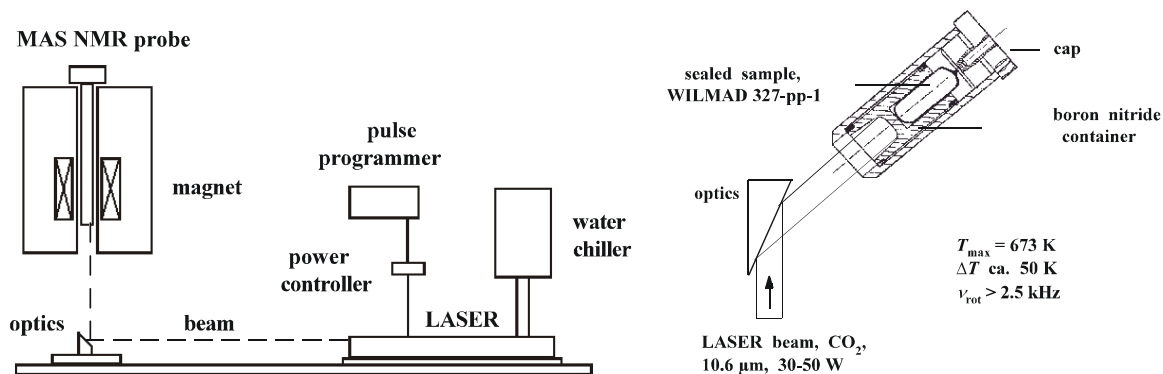 MAS NMR probe
magnet
pulse
programmer
power
controller
water
chiller
LASER
optics
beam
sealed sample,
WILMAD 327-pp-1
cap
boron nitride
container
optics
T_max = 673 K
ΔT ca. 50 K
ν_rot > 2.5 kHz
LASER beam, CO₂,
10.6 µm, 30-50 W